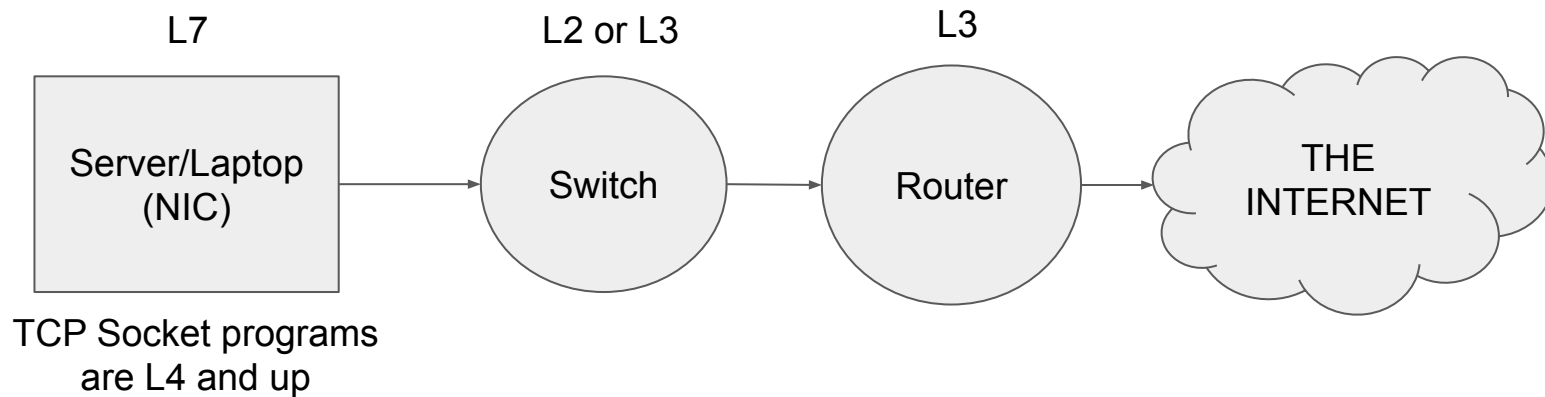 L7
L2 or L3
L3
Server/Laptop
(NIC)
Switch
Router
THE
INTERNET
TCP Socket programs
are L4 and up